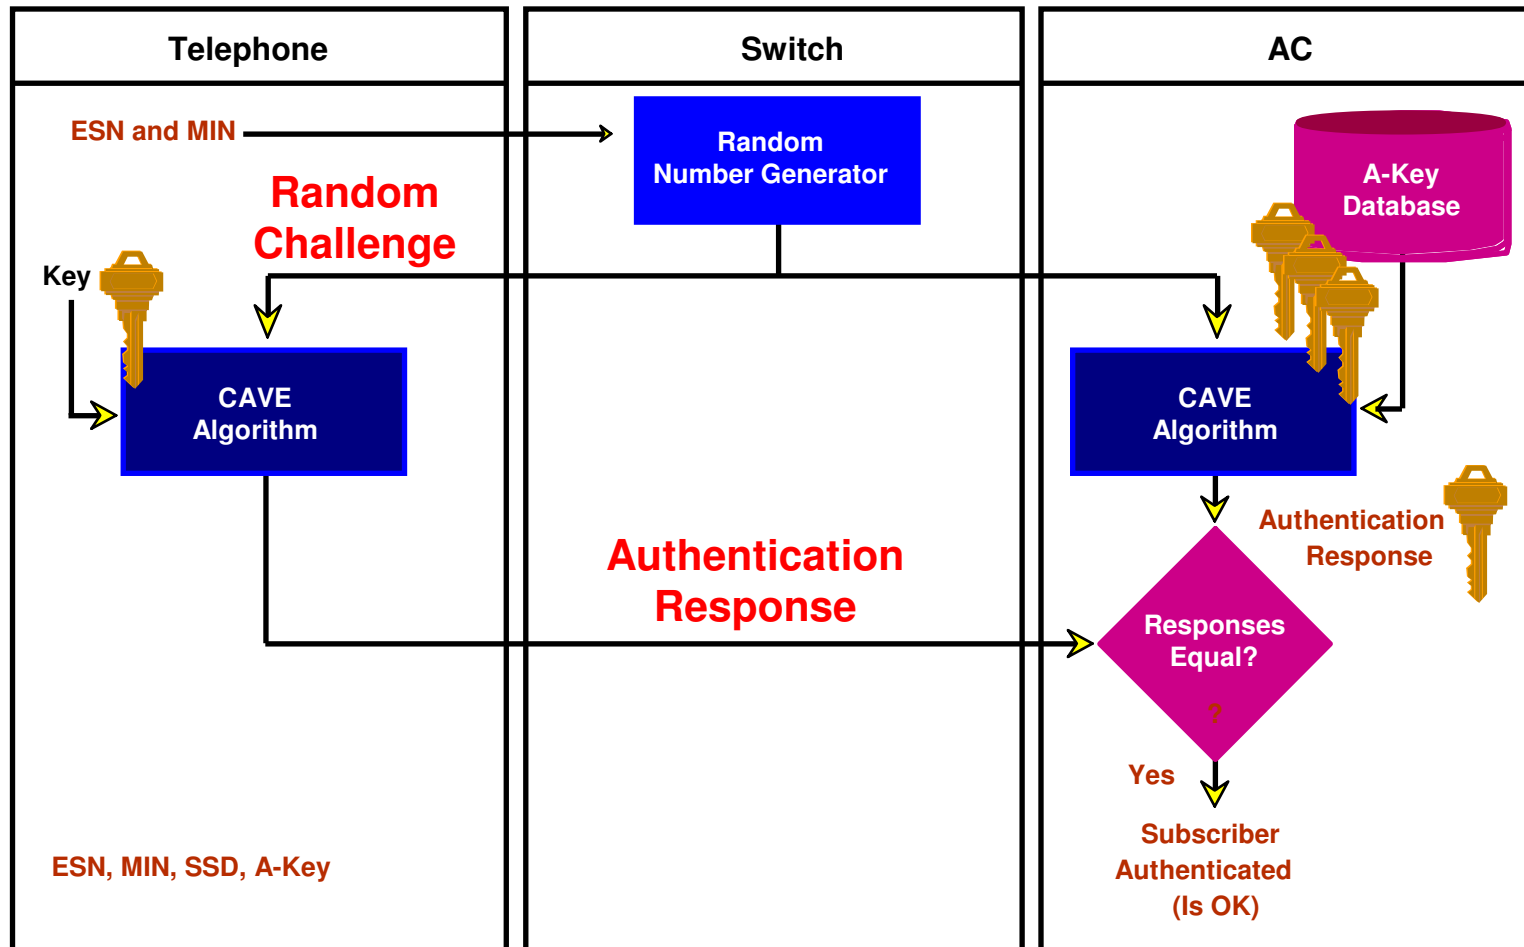 Telephone
Switch
AC
ESN and MIN
Random
Number Generator
A-Key
Database
Random
Challenge
Key
CAVE
Algorithm
CAVE
Algorithm
Authentication
Response
Authentication
Response
Responses
Equal?
?
Yes
Subscriber
Authenticated
(Is OK)
ESN, MIN, SSD, A-Key